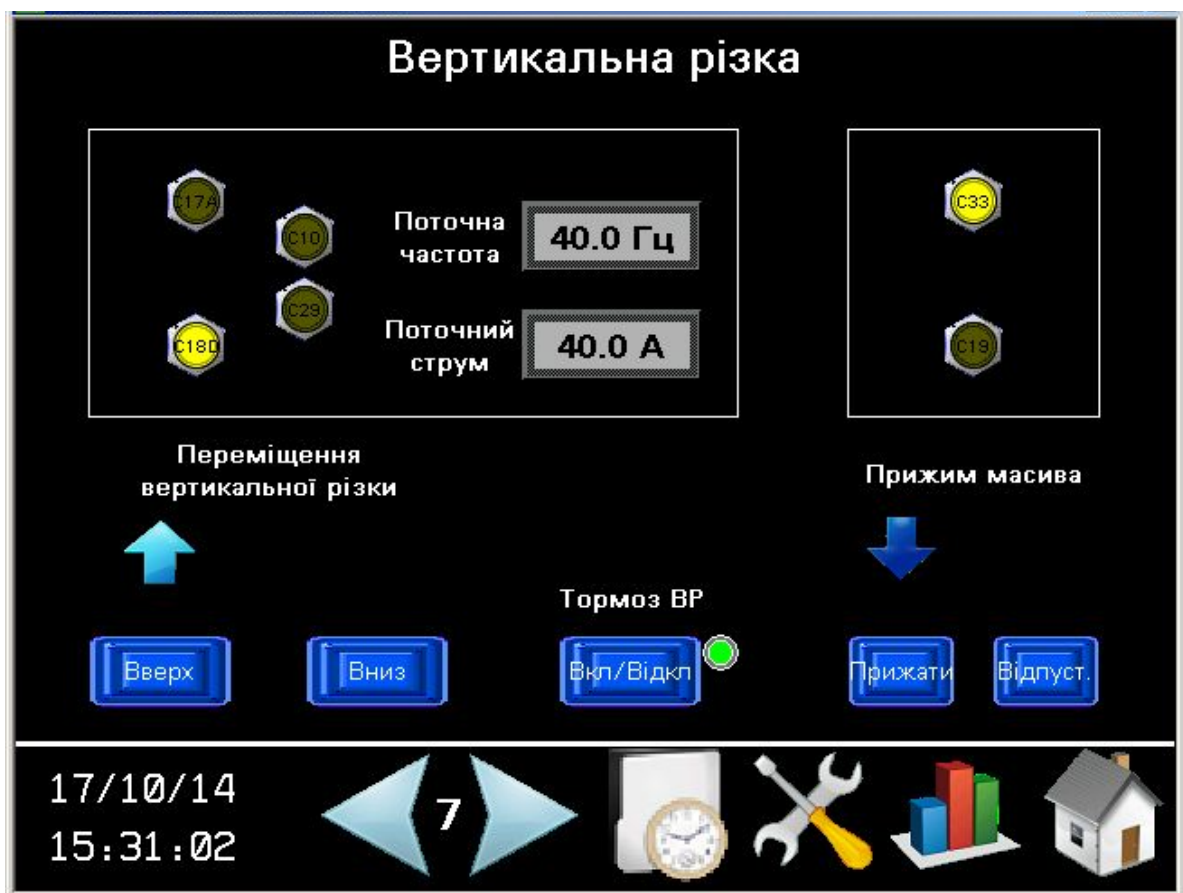 Вертикальна різка
C17A
C10
C29
C18D
Поточна
частота
40.0 Гц
Поточний
струм
40.0 А
C33
C19
Переміщення
вертикальної різки
Прижим масива
Тормоз ВР
Вверх
Вниз
Вкл/Відкл
Прижати
Відпуст.
17/10/14
15:31:02
7